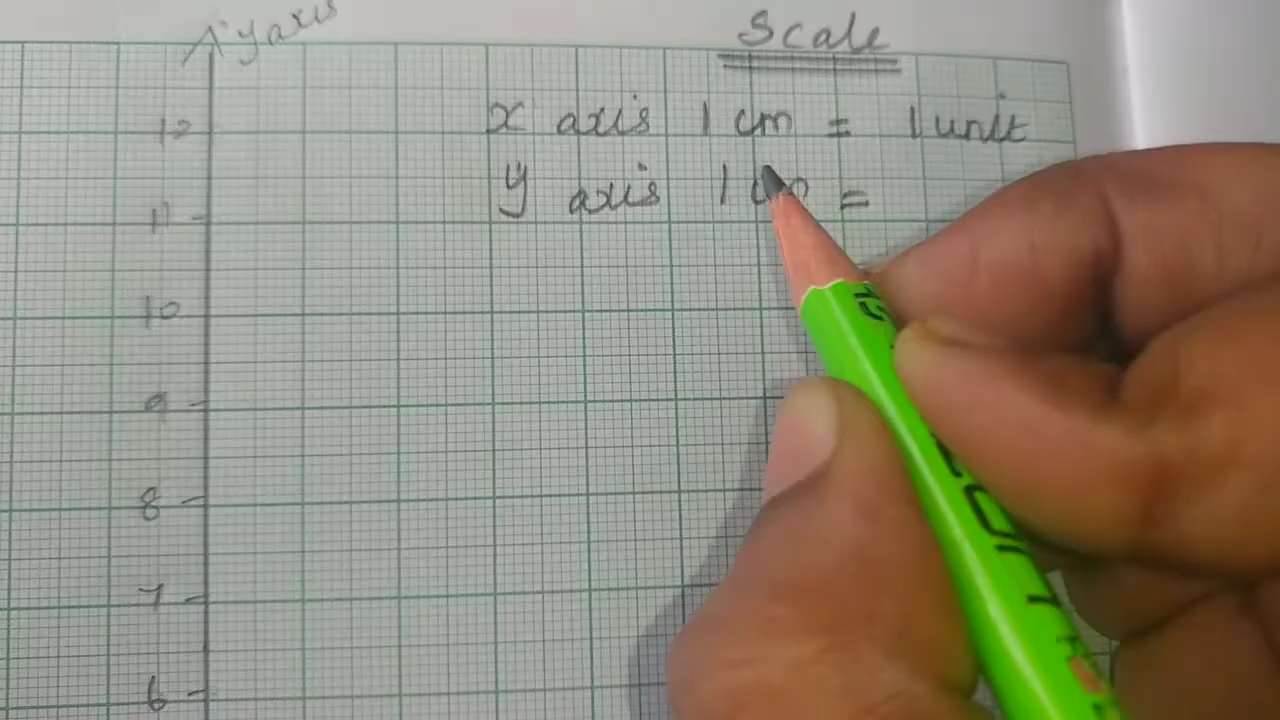 y axis
Scale
x axis 1 cm = 1 unit
12
y axis 1 cm =
11
10
9
8
7
6